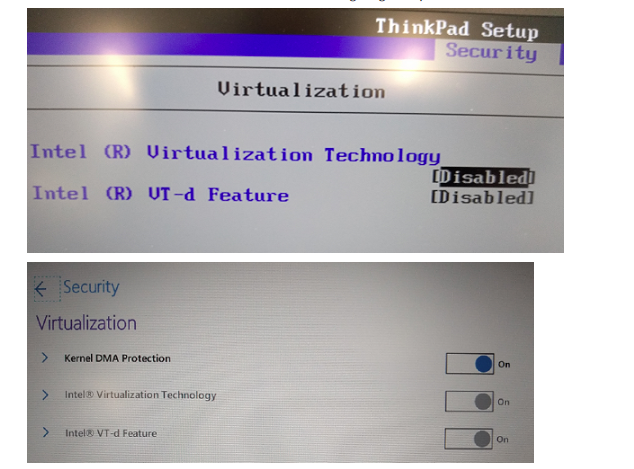 ThinkPad Setup
Security
Virtualization
Intel (R) Virtualization Technology
[Disabled]
Intel (R) VT-d Feature [Disabled]
Security
Virtualization
Kernel DMA Protection On
Intel® Virtualization Technology On
Intel® VT-d Feature On